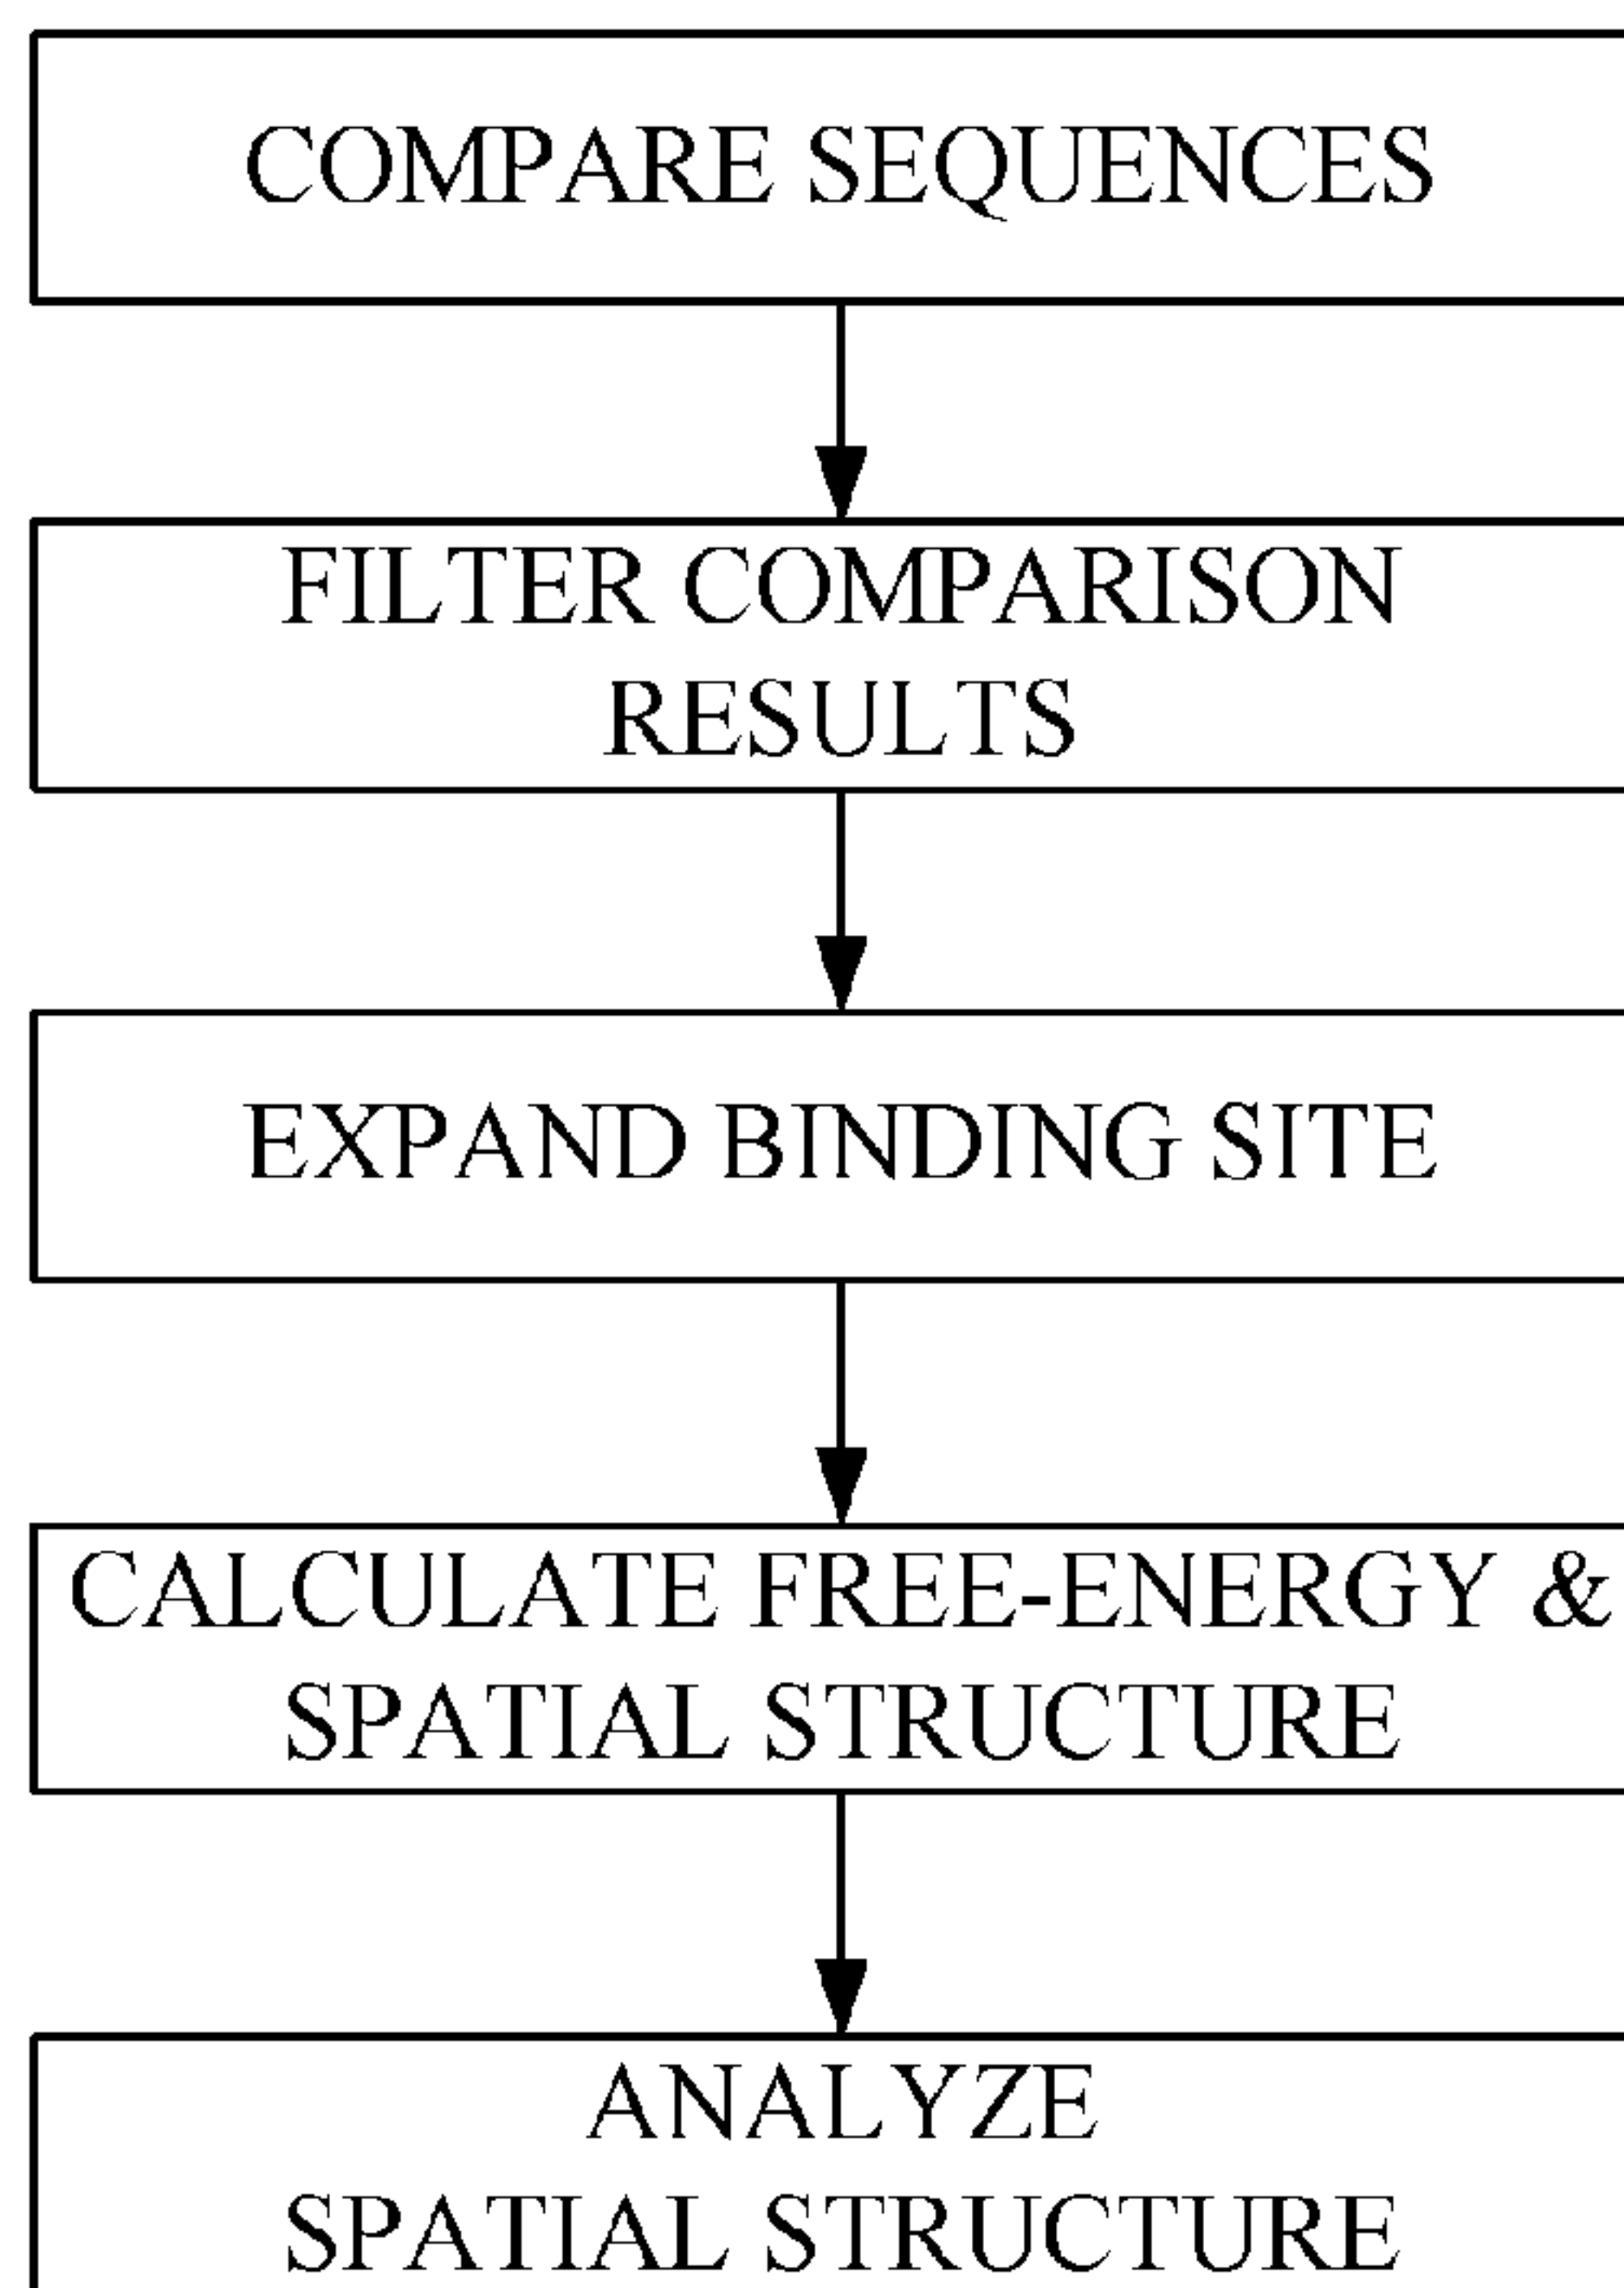 COMPARE SEQUENCES
FILTER COMPARISON
RESULTS
EXPAND BINDING SITE
CALCULATE FREE-ENERGY &
SPATIAL STRUCTURE
ANALYZE
SPATIAL STRUCTURE